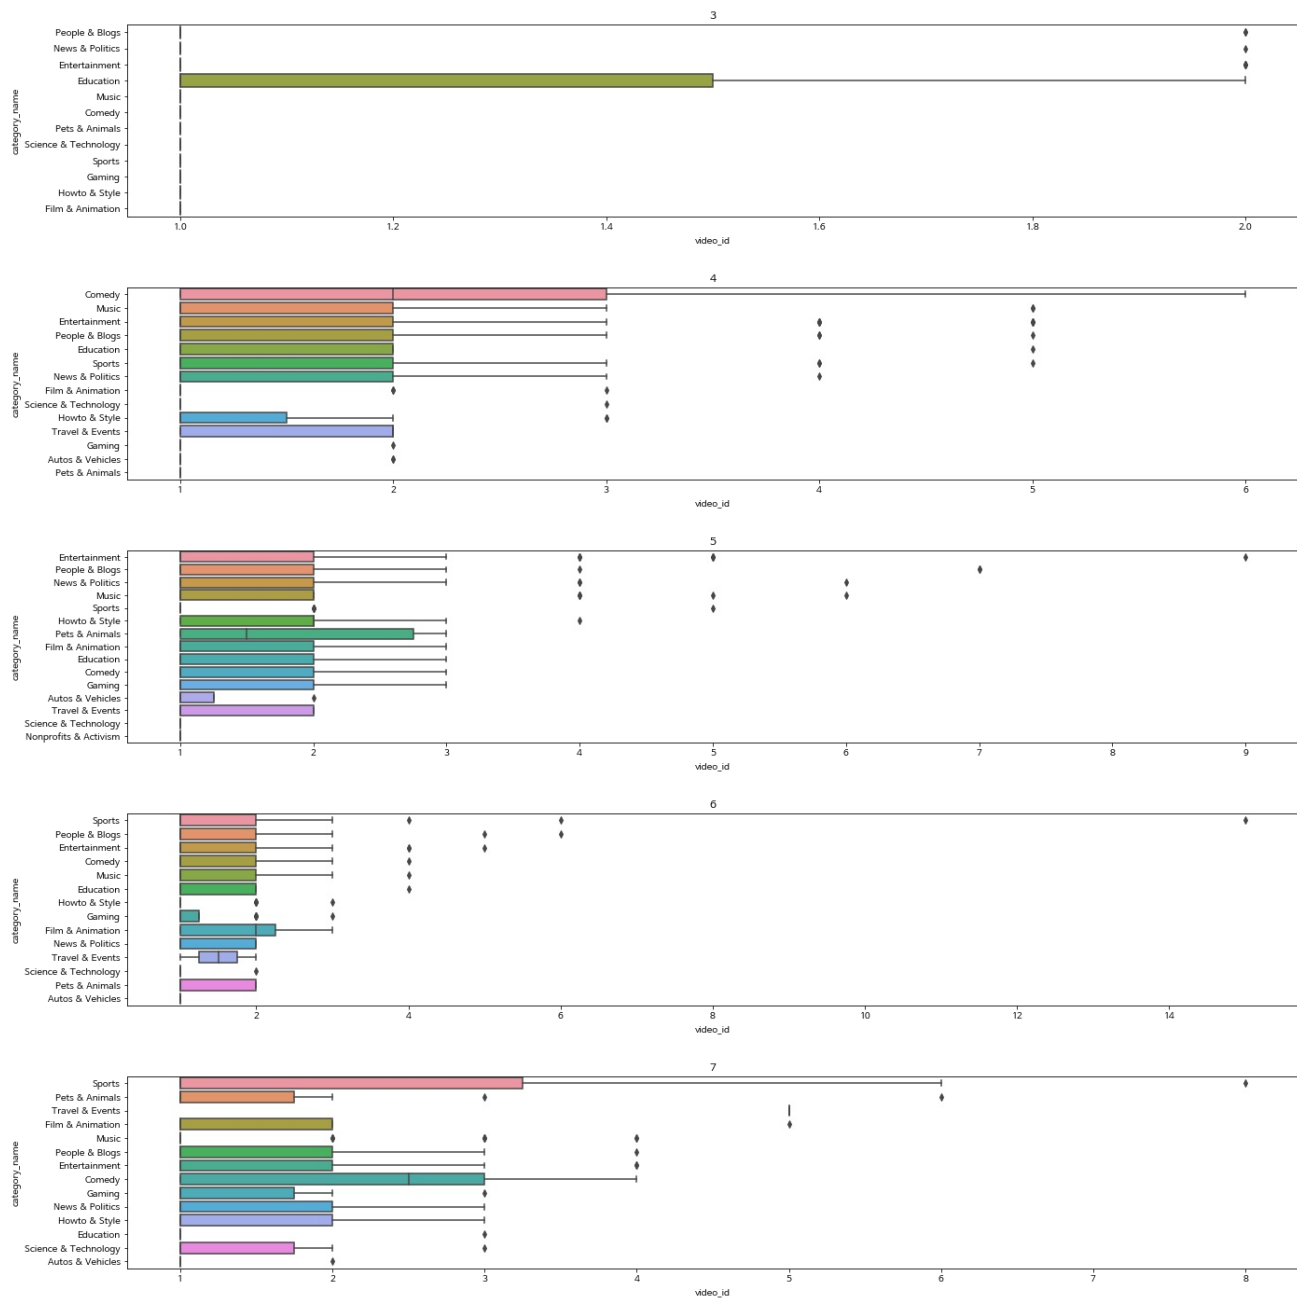 3
People & Blogs
News & Politics
Entertainment
Education
Music
Comedy
Pets & Animals
Science & Technology
Sports
Gaming
Howto & Style
Film & Animation
category_name
1.0 1.2 1.4 1.6 1.8 2.0
video_id
4
Comedy
Music
Entertainment
People & Blogs
Education
Sports
News & Politics
Film & Animation
Science & Technology
Howto & Style
Travel & Events
Gaming
Autos & Vehicles
Pets & Animals
category_name
1 2 3 4 5 6
video_id
5
Entertainment
People & Blogs
News & Politics
Music
Sports
Howto & Style
Pets & Animals
Film & Animation
Education
Comedy
Gaming
Autos & Vehicles
Travel & Events
Science & Technology
Nonprofits & Activism
category_name
1 2 3 4 5 6 7 8 9
video_id
6
Sports
People & Blogs
Entertainment
Comedy
Music
Education
Howto & Style
Gaming
Film & Animation
News & Politics
Travel & Events
Science & Technology
Pets & Animals
Autos & Vehicles
category_name
2 4 6 8 10 12 14
video_id
7
Sports
Pets & Animals
Travel & Events
Film & Animation
Music
People & Blogs
Entertainment
Comedy
Gaming
News & Politics
Howto & Style
Education
Science & Technology
Autos & Vehicles
category_name
1 2 3 4 5 6 7 8
video_id